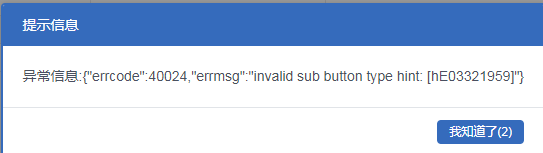 提示信息
异常信息:{"errcode":40024,"errmsg":"invalid sub button type hint: [hE03321959]"}
我知道了(2)